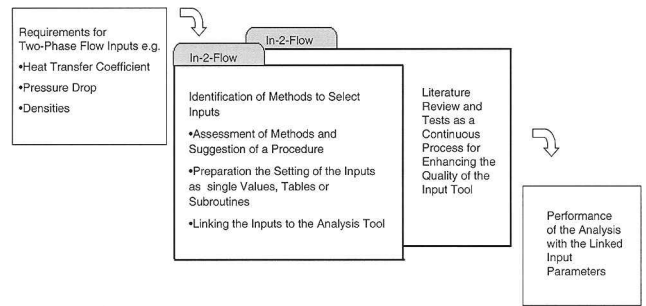 Requirements for
Two-Phase Flow Inputs e.g.
•Heat Transfer Coefficient
•Pressure Drop
•Densities
In-2-Flow
In-2-Flow
Identification of Methods to Select
Inputs
•Assessment of Methods and
Suggestion of a Procedure
•Preparation the Setting of the Inputs
as single Values, Tables or
Subroutines
•Linking the Inputs to the Analysis Tool
Literature
Review and
Tests as a
Continuous
Process for
Enhancing the
Quality of the
Input Tool
Performance
of the Analysis
with the Linked
Input
Parameters